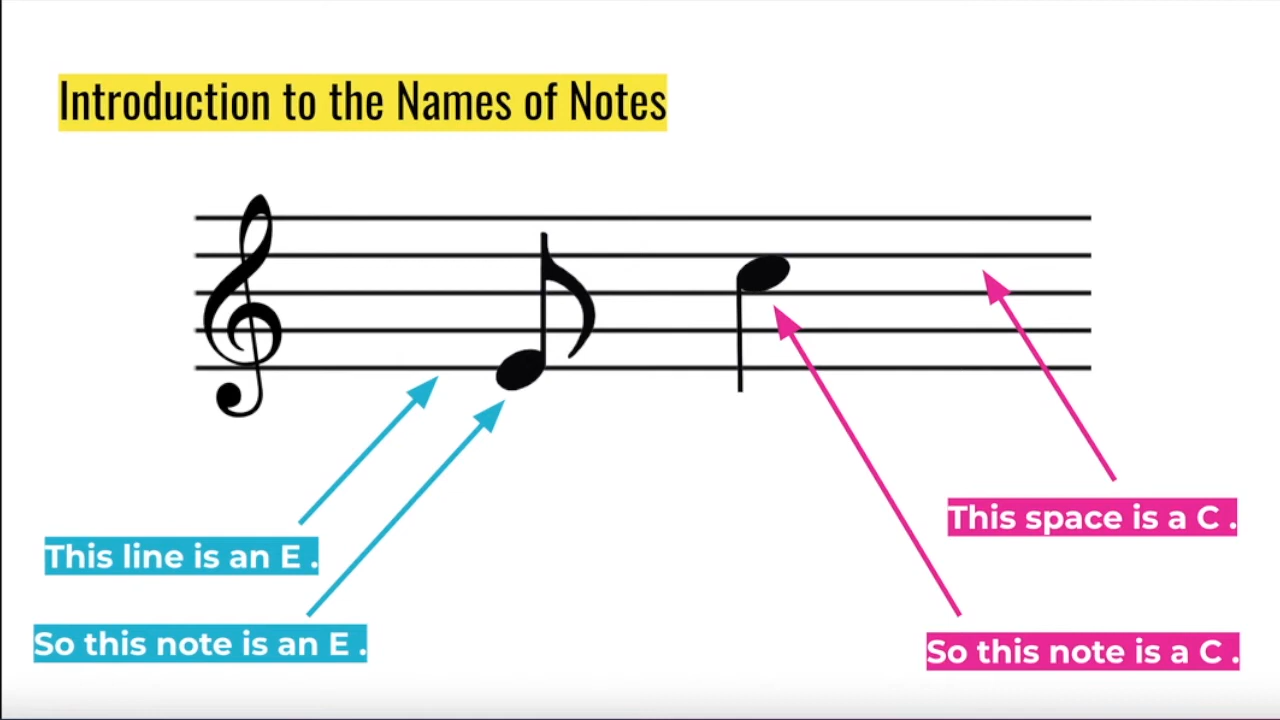 Introduction to the Names of Notes
This line is an E .
So this note is an E .
This space is a C .
So this note is a C .